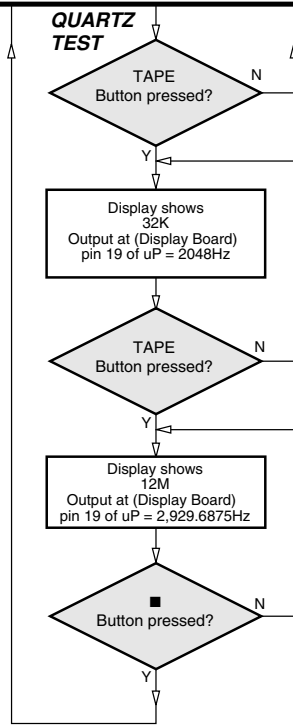 QUARTZ
TEST
TAPE
Button pressed?
N
Y
Display shows
32K
Output at (Display Board)
pin 19 of uP = 2048Hz
TAPE
Button pressed?
N
Y
Display shows
12M
Output at (Display Board)
pin 19 of uP = 2,929.6875Hz
■
Button pressed?
N
Y